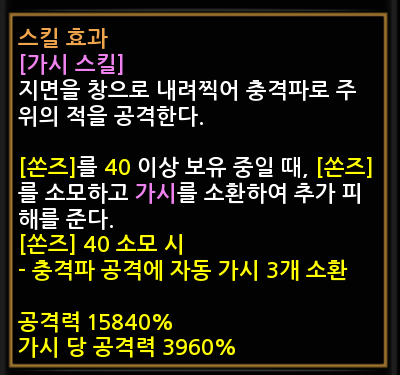 스킬 효과
[가시 스킬]
지면을 창으로 내려찍어 충격파로 주
위의 적을 공격한다.
[쏜즈]를 40 이상 보유 중일 때, [쏜즈]
를 소모하고 가시를 소환하여 추가 피
해를 준다.
[쏜즈] 40 소모 시
- 충격파 공격에 자동 가시 3개 소환
공격력 15840%
가시 당 공격력 3960%